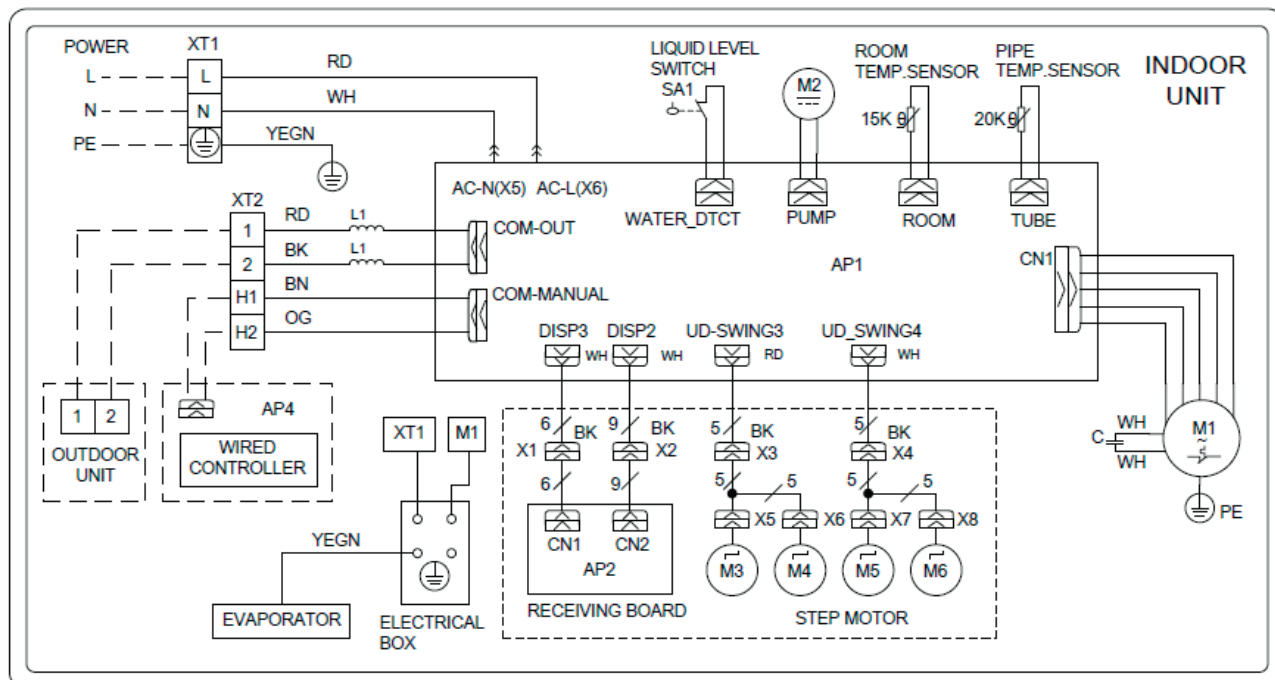 POWER
XT1
L
L
RD
N
N
WH
PE
YEGN
LIQUID LEVEL
SWITCH
SA1
M2
ROOM
TEMP.SENSOR
15K θ
PIPE
TEMP.SENSOR
20K θ
INDOOR
UNIT
AC-N(X5)
AC-L(X6)
WATER_DTCT
PUMP
ROOM
TUBE
XT2
1
RD
L1
COM-OUT
2
BK
L1
H1
BN
COM-MANUAL
H2
OG
AP1
CN1
DISP3
WH
DISP2
WH
UD-SWING3
RD
UD_SWING4
WH
1
2
OUTDOOR
UNIT
AP4
WIRED
CONTROLLER
XT1
M1
YEGN
EVAPORATOR
ELECTRICAL
BOX
6
BK
X1
6
CN1
9
BK
X2
9
CN2
AP2
RECEIVING BOARD
5
BK
X3
5
5
X5
X6
M3
M4
5
BK
X4
5
5
X7
X8
M5
M6
STEP MOTOR
C
WH
WH
M1
~
PE